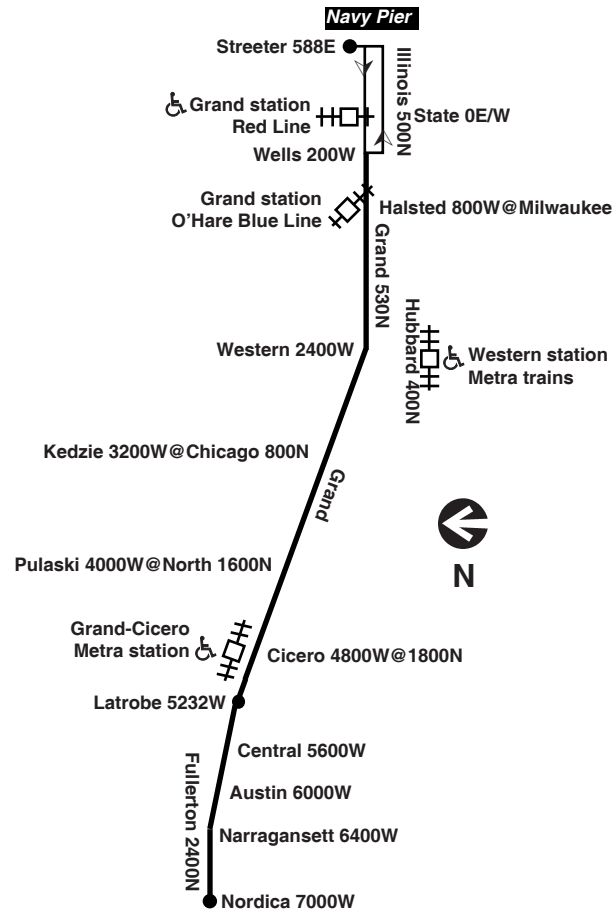 Navy Pier
Streeter 588E
Illinois 500N
Grand station
Red Line
State 0E/W
Wells 200W
Grand station
O'Hare Blue Line
Halsted 800W@Milwaukee
Grand 530N
Western 2400W
Hubbard 400N
Western station
Metra trains
Kedzie 3200W@Chicago 800N
Grand
N
Pulaski 4000W@North 1600N
Grand-Cicero
Metra station
Cicero 4800W@1800N
Latrobe 5232W
Central 5600W
Fullerton 2400N
Austin 6000W
Narragansett 6400W
Nordica 7000W